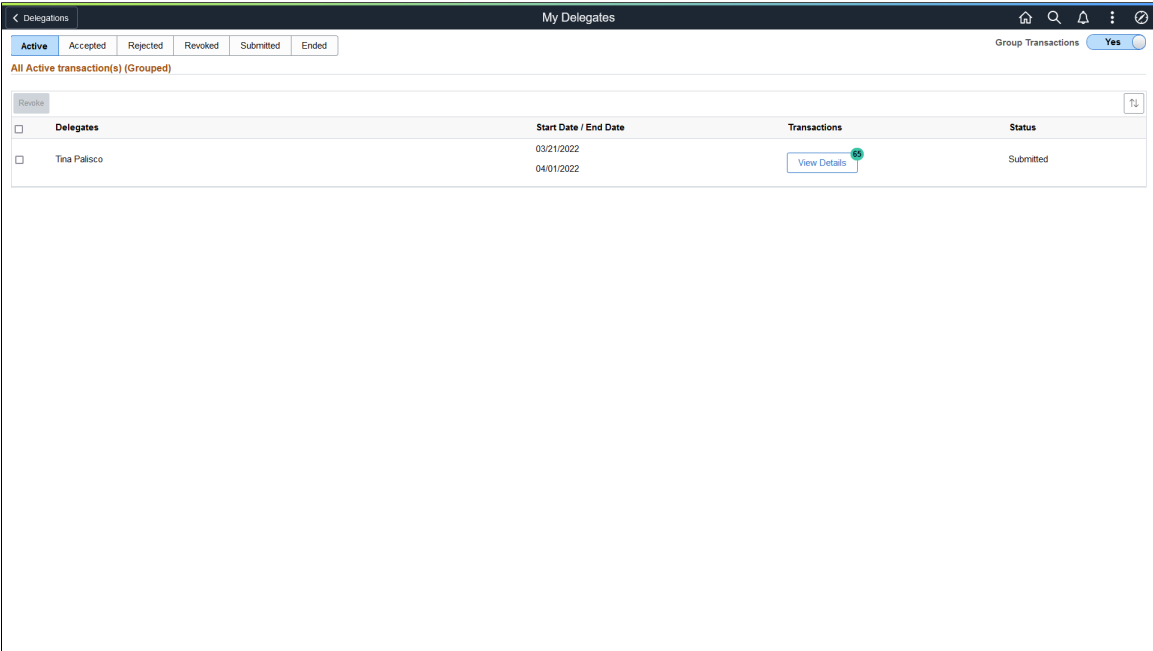 Delegations My Delegates
Active Accepted Rejected Revoked Submitted Ended Group Transactions Yes
All Active transaction(s) (Grouped)
Revoke
Delegates Start Date / End Date Transactions Status
Tina Palisco 03/21/2022 04/01/2022 View Details 65 Submitted